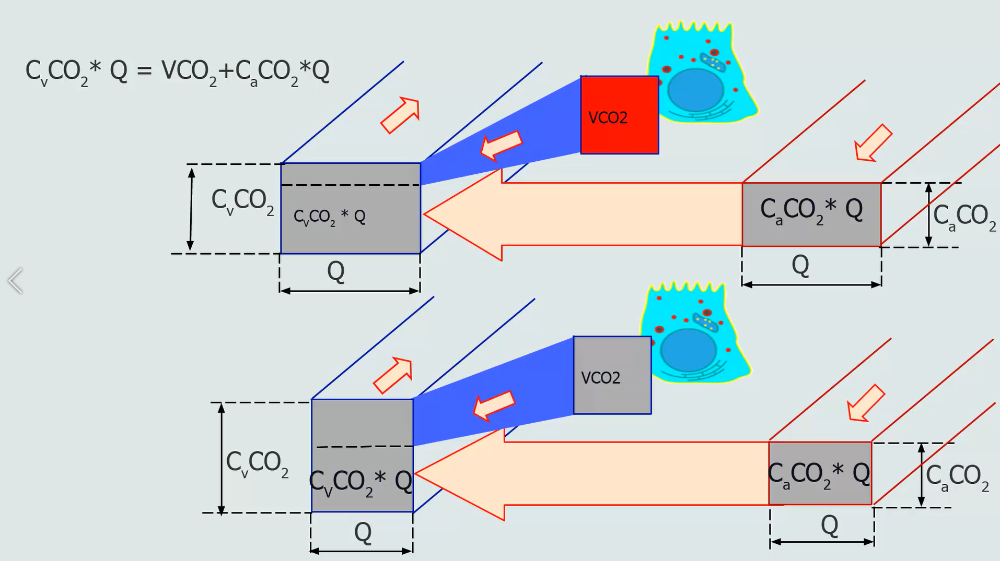 CvCO2* Q = VCO2+CaCO2*Q
VCO2
CvCO2
CvCO2 * Q
CaCO2* Q
CaCO2
Q
Q
VCO2
CvCO2
CvCO2* Q
CaCO2* Q
CaCO2
Q
Q